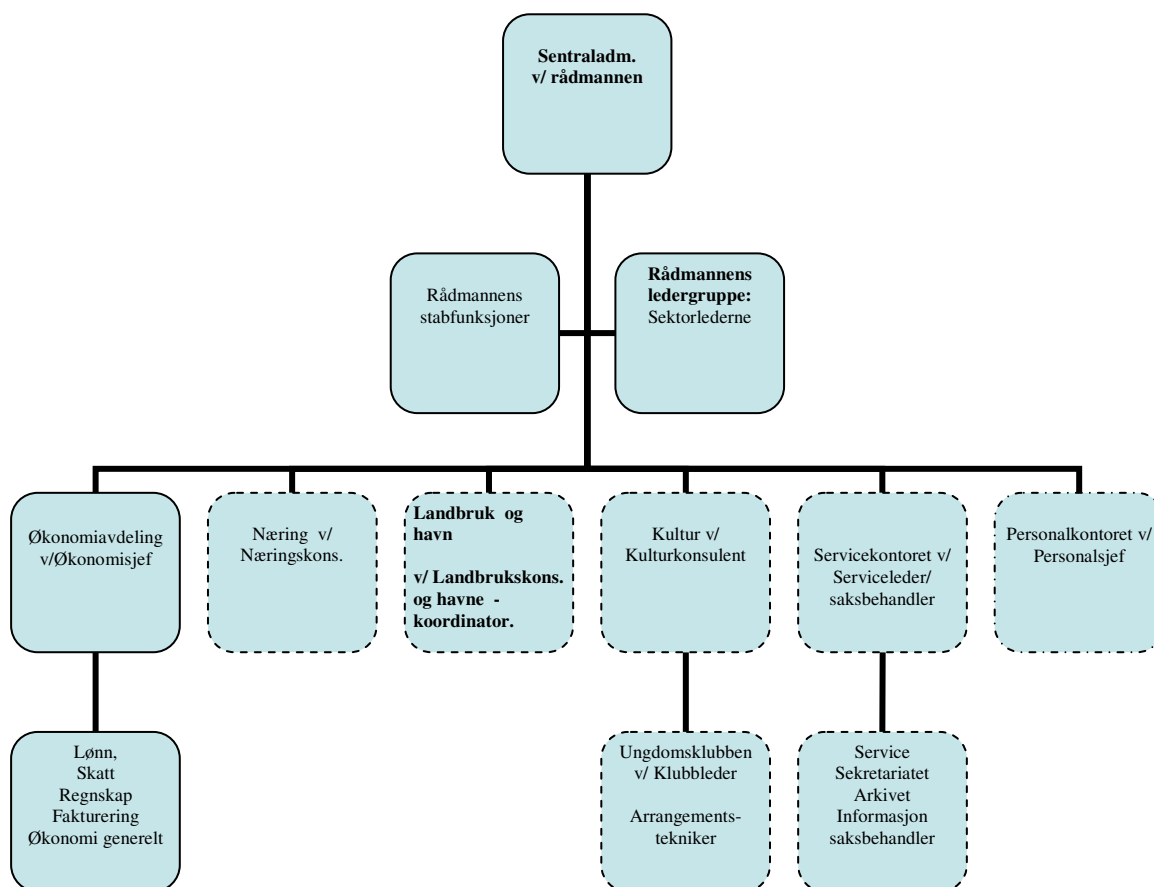 Sentraladm.
v/ rådmannen
Rådmannens
stabfunksjoner
Rådmannens
ledergruppe:
Sektorlederne
Økonomiavdeling
v/Økonomisjef
Næring v/
Næringskons.
Landbruk og
havn
v/ Landbrukskons.
og havne -
koordinator.
Kultur v/
Kulturkonsulent
Servicekontoret v/
Serviceleder/
saksbehandler
Personalkontoret v/
Personalsjef
Lønn,
Skatt
Regnskap
Fakturering
Økonomi generelt
Ungdomsklubben
v/ Klubbleder
Arrangements-
tekniker
Service
Sekretariatet
Arkivet
Informasjon
saksbehandler